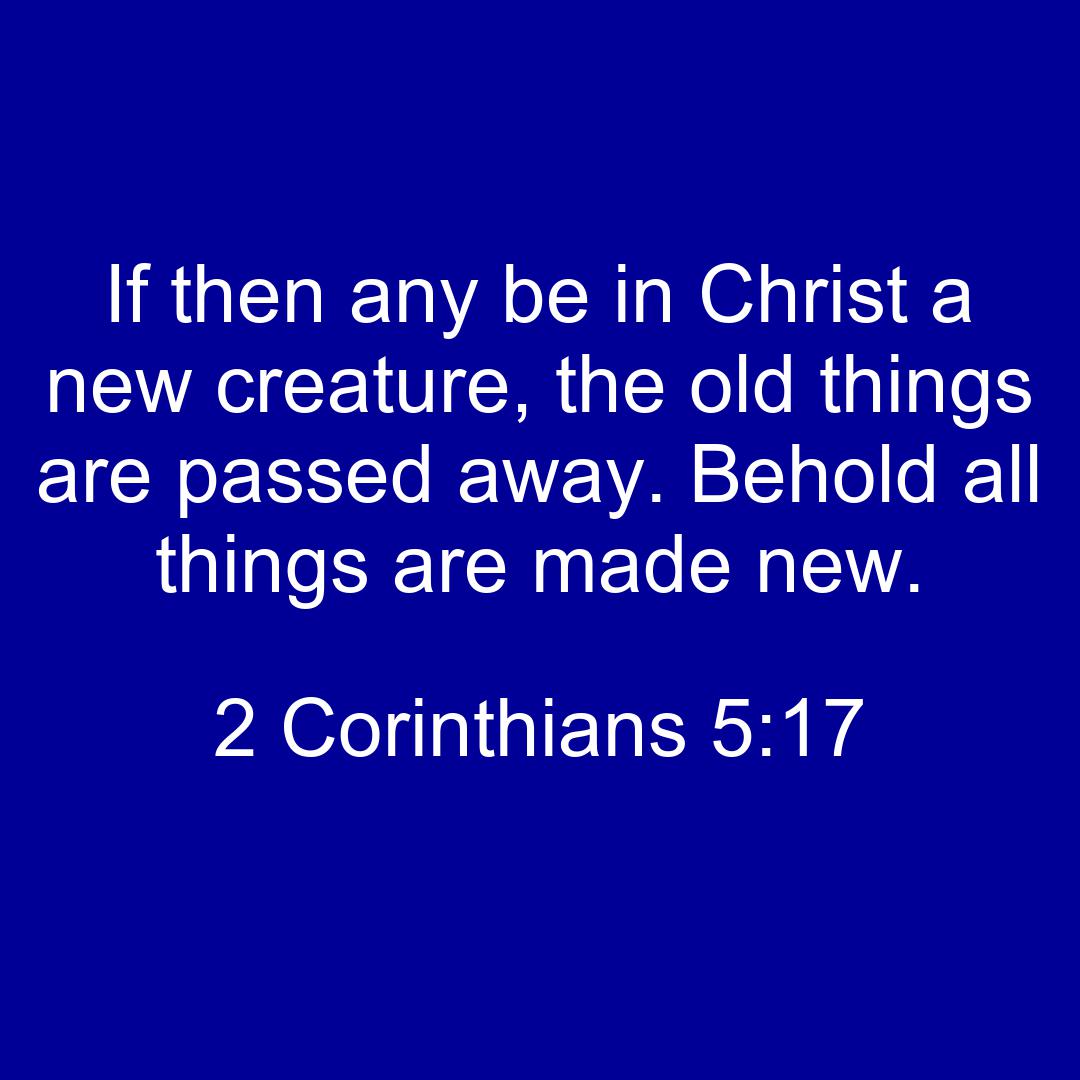 If then any be in Christ a
new creature, the old things
are passed away. Behold all
things are made new.
2 Corinthians 5:17